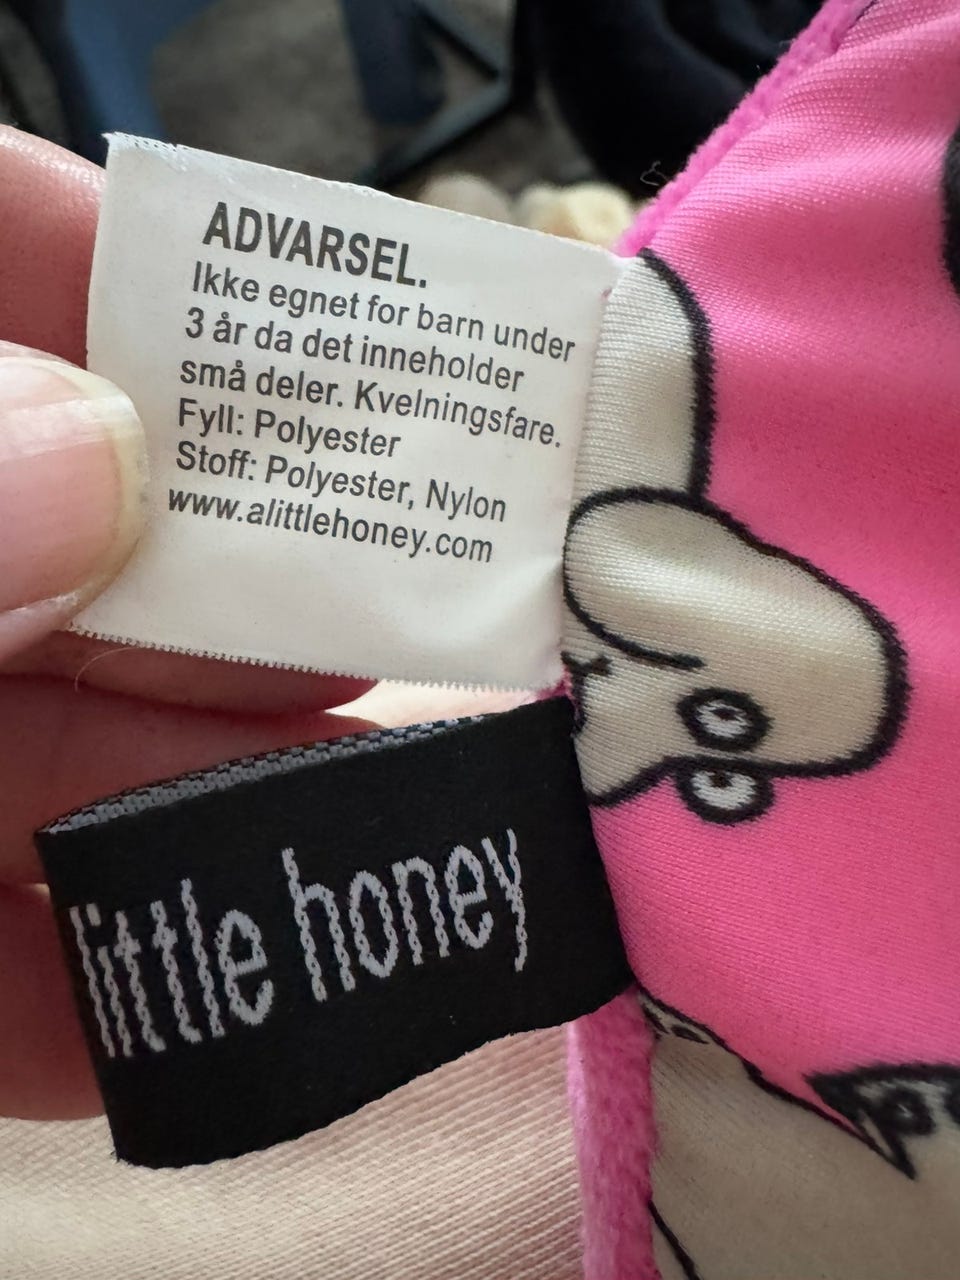 ADVARSEL.
Ikke egnet for barn under
3 år da det inneholder
små deler. Kvelningsfare.
Fyll: Polyester
Stoff: Polyester, Nylon
www.alittlehoney.com
little honey